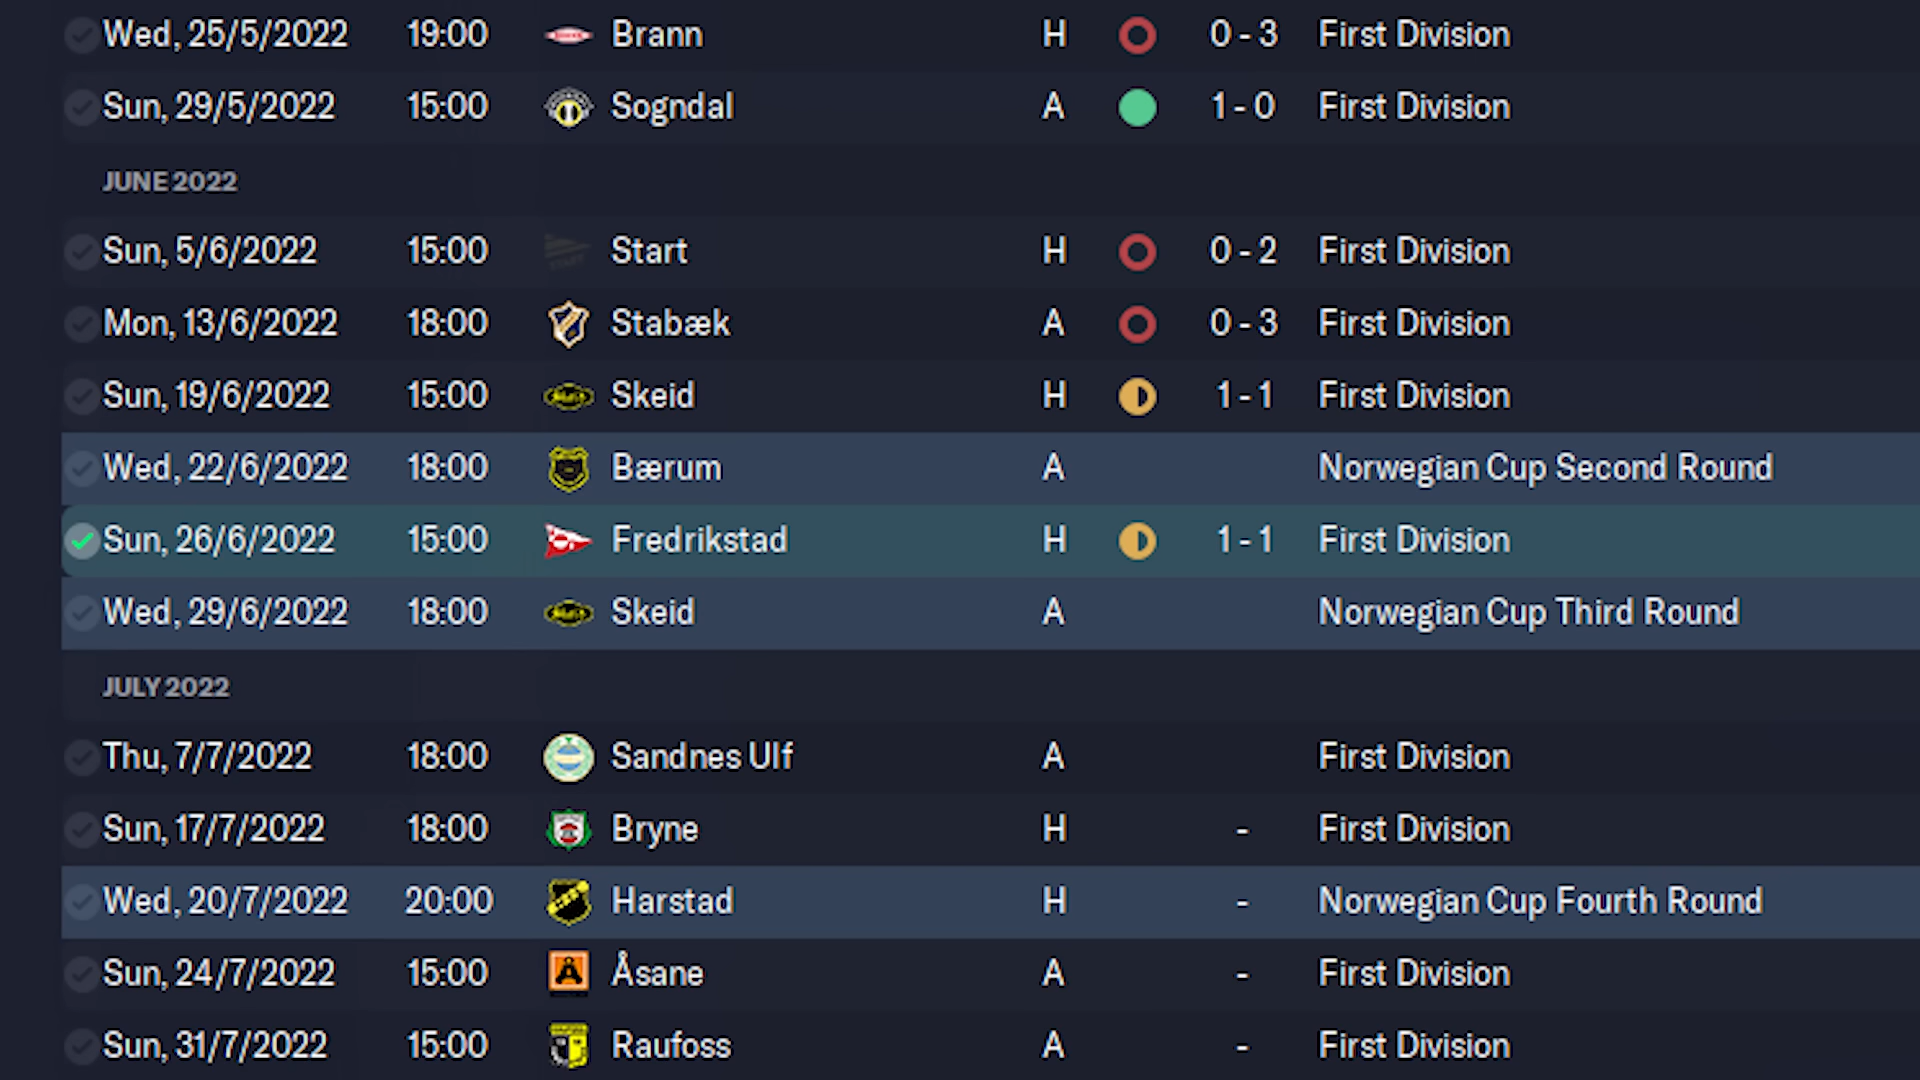 Wed, 25/5/2022 19:00 Brann H 0 - 3 First Division
Sun, 29/5/2022 15:00 Sogndal A 1 - 0 First Division
JUNE 2022
Sun, 5/6/2022 15:00 Start H 0 - 2 First Division
Mon, 13/6/2022 18:00 Stabæk A 0 - 3 First Division
Sun, 19/6/2022 15:00 Skeid H 1 - 1 First Division
Wed, 22/6/2022 18:00 Bærum A Norwegian Cup Second Round
Sun, 26/6/2022 15:00 Fredrikstad H 1 - 1 First Division
Wed, 29/6/2022 18:00 Skeid A Norwegian Cup Third Round
JULY 2022
Thu, 7/7/2022 18:00 Sandnes Ulf A First Division
Sun, 17/7/2022 18:00 Bryne H - First Division
Wed, 20/7/2022 20:00 Harstad H - Norwegian Cup Fourth Round
Sun, 24/7/2022 15:00 Åsane A - First Division
Sun, 31/7/2022 15:00 Raufoss A - First Division